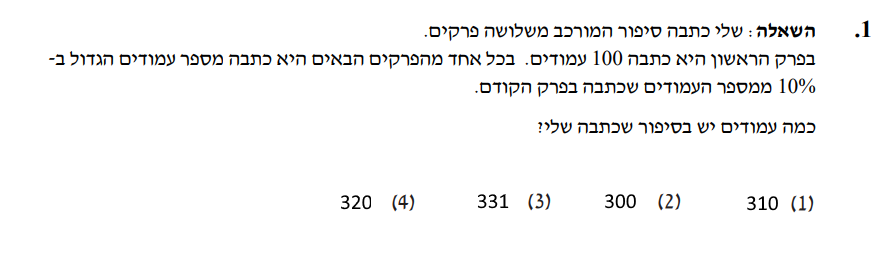 1. השאלה: שלי כתבה סיפור המורכב משלושה פרקים.
בפרק הראשון היא כתבה 100 עמודים. בכל אחד מהפרקים הבאים היא כתבה מספר עמודים הגדול ב-
10% ממספר העמודים שכתבה בפרק הקודם.
כמה עמודים יש בסיפור שכתבה שלי?
(1) 310 (2) 300 (3) 331 (4) 320